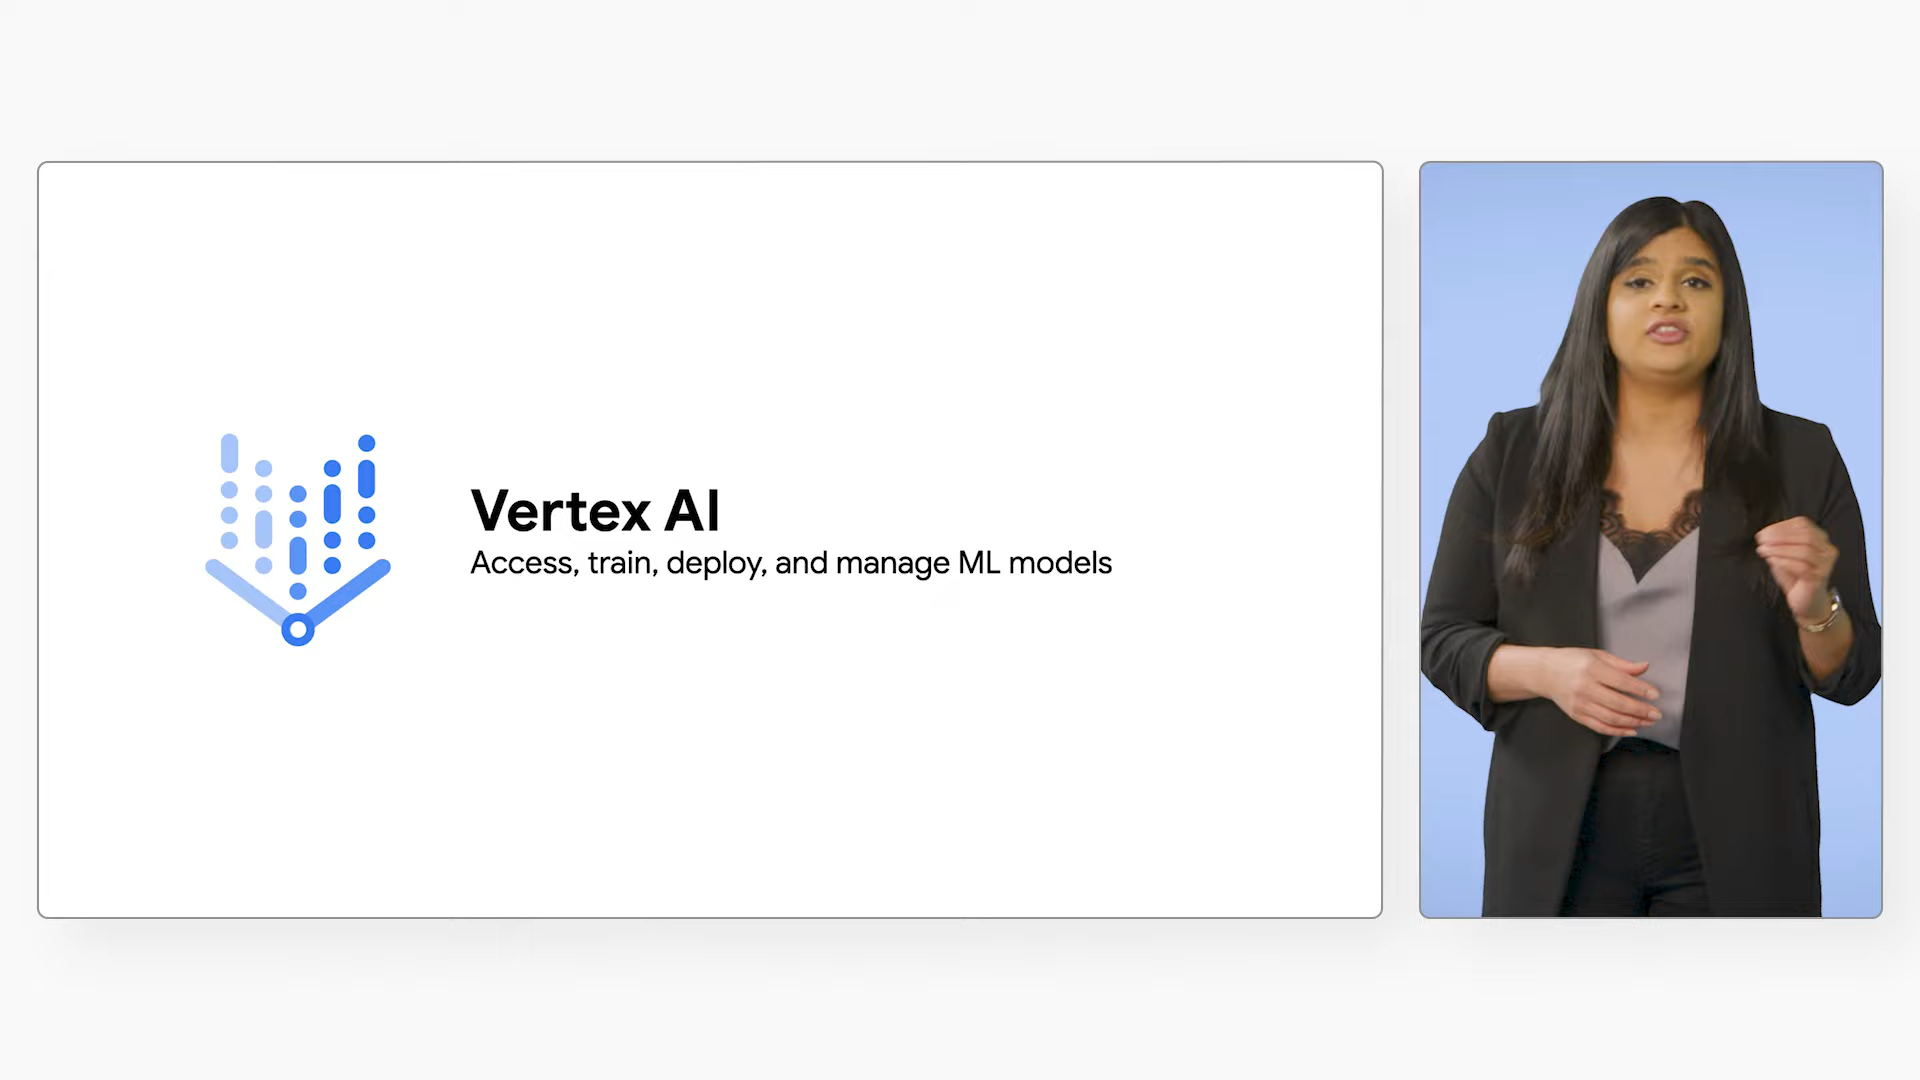 Vertex AI
Access, train, deploy, and manage ML models